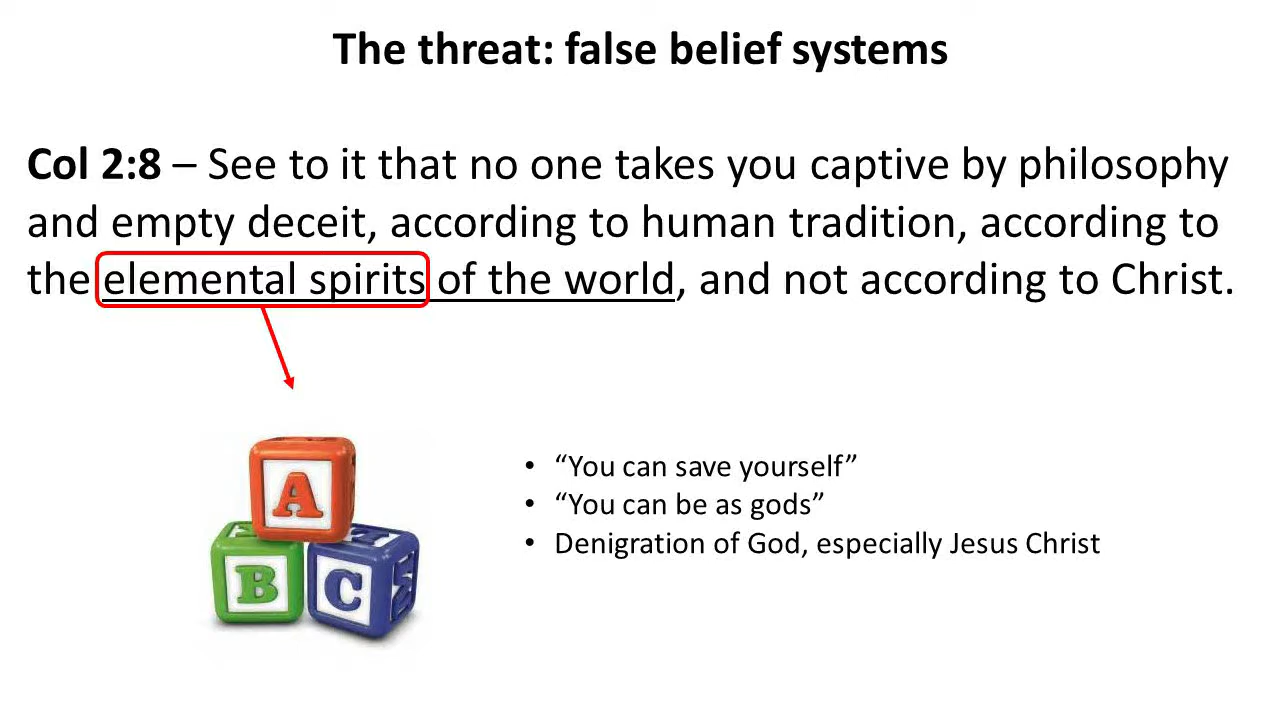 The threat: false belief systems
Col 2:8 – See to it that no one takes you captive by philosophy
and empty deceit, according to human tradition, according to
the elemental spirits of the world, and not according to Christ.
A
B C
• “You can save yourself”
• “You can be as gods”
• Denigration of God, especially Jesus Christ